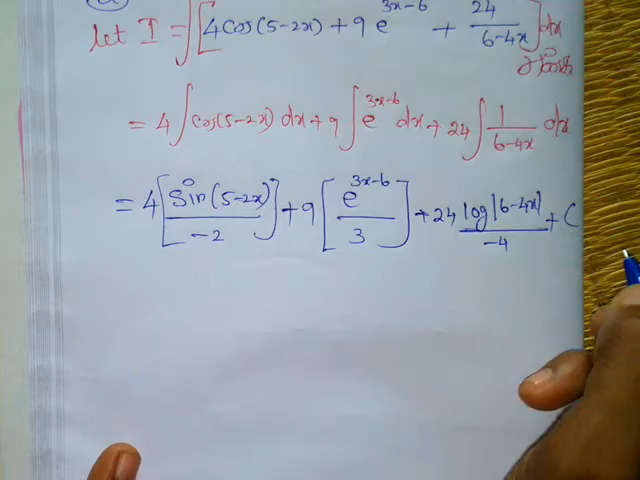 let I = ∫[4cos(5-2x) + 9e^{3x-6} + 24/(6-4x)]dx
= 4∫cos(5-2x) dx + 9∫e^{3x-6} dx + 24∫1/(6-4x) dx
= 4[sin(5-2x)/-2] + 9[e^{3x-6}/3] + 24 log|6-4x|/-4 + C